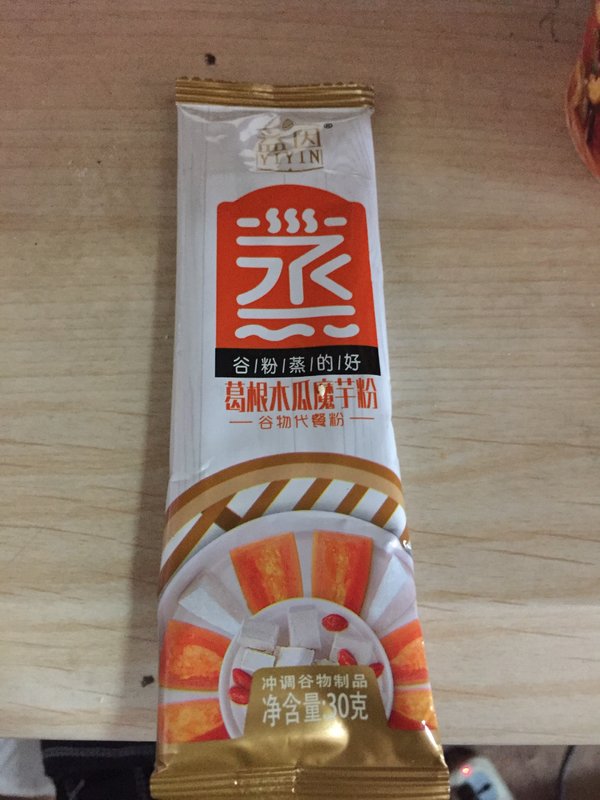 YIYIN
®
蒸
谷/粉/蒸/的/好
葛根木瓜魔芋粉
谷物代餐粉
冲调谷物制品
净含量:30克